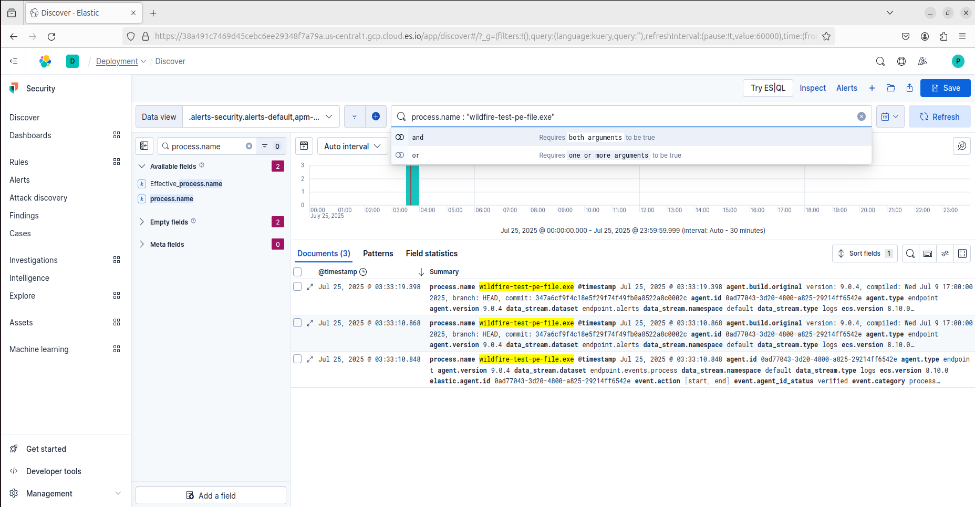 Discover - Elastic
https://38a491c7469d45cebc6ee29348f7a79a.us-central1.gcp.cloud.es.io/app/discover#/?_g=(filters:!(),query:(language:kuery,query:''),refreshInterval:(pause:!t,value:60000),time:(fro
Deployment
Discover
P
Security
Try ES|QL
Inspect
Alerts
Save
Data view
.alerts-security.alerts-default,apm-...
process.name : "wildfire-test-pe-file.exe"
Refresh
and
Requires both arguments to be true
or
Requires one or more arguments to be true
Discover
Dashboards
Rules
Alerts
Attack discovery
Findings
Cases
Investigations
Intelligence
Explore
Assets
Machine learning
Get started
Developer tools
Management
process.name
0
Available fields
2
Effective_process.name
process.name
Empty fields
2
Meta fields
0
Add a field
Auto interval
3
2
1
0
00:00 01:00 02:00 03:00 04:00 05:00 06:00 07:00 08:00 09:00 10:00 11:00 12:00 13:00 14:00 15:00 16:00 17:00 18:00 19:00 20:00 21:00 22:00 23:00
July 25, 2025
Jul 25, 2025 @ 00:00:00.000 - Jul 25, 2025 @ 23:59:59.999 (interval: Auto - 30 minutes)
Documents (3)
Patterns
Field statistics
Sort fields 1
@timestamp
Summary
Jul 25, 2025 @ 03:33:19.398
process.name wildfire-test-pe-file.exe @timestamp Jul 25, 2025 @ 03:33:19.398 agent.build.original version: 9.0.4, compiled: Wed Jul 9 17:00:00
2025, branch: HEAD, commit: 347a6cf9f4c18e5f29f74f49fb0a8522a8c0002c agent.id 0ad77043-3d20-4800-a825-29214ff6542e agent.type endpoint
agent.version 9.0.4 data_stream.dataset endpoint.alerts data_stream.namespace default data_stream.type logs ecs.version 8.10.0…
Jul 25, 2025 @ 03:33:10.868
process.name wildfire-test-pe-file.exe @timestamp Jul 25, 2025 @ 03:33:10.868 agent.build.original version: 9.0.4, compiled: Wed Jul 9 17:00:00
2025, branch: HEAD, commit: 347a6cf9f4c18e5f29f74f49fb0a8522a8c0002c agent.id 0ad77043-3d20-4800-a825-29214ff6542e agent.type endpoint
agent.version 9.0.4 data_stream.dataset endpoint.alerts data_stream.namespace default data_stream.type logs ecs.version 8.10.0…
Jul 25, 2025 @ 03:33:10.848
process.name wildfire-test-pe-file.exe @timestamp Jul 25, 2025 @ 03:33:10.848 agent.id 0ad77043-3d20-4800-a825-29214ff6542e agent.type endpoin
t agent.version 9.0.4 data_stream.dataset endpoint.events.process data_stream.namespace default data_stream.type logs ecs.version 8.10.0
elastic.agent.id 0ad77043-3d20-4800-a825-29214ff6542e event.action [start, end] event.agent_id_status verified event.category process…